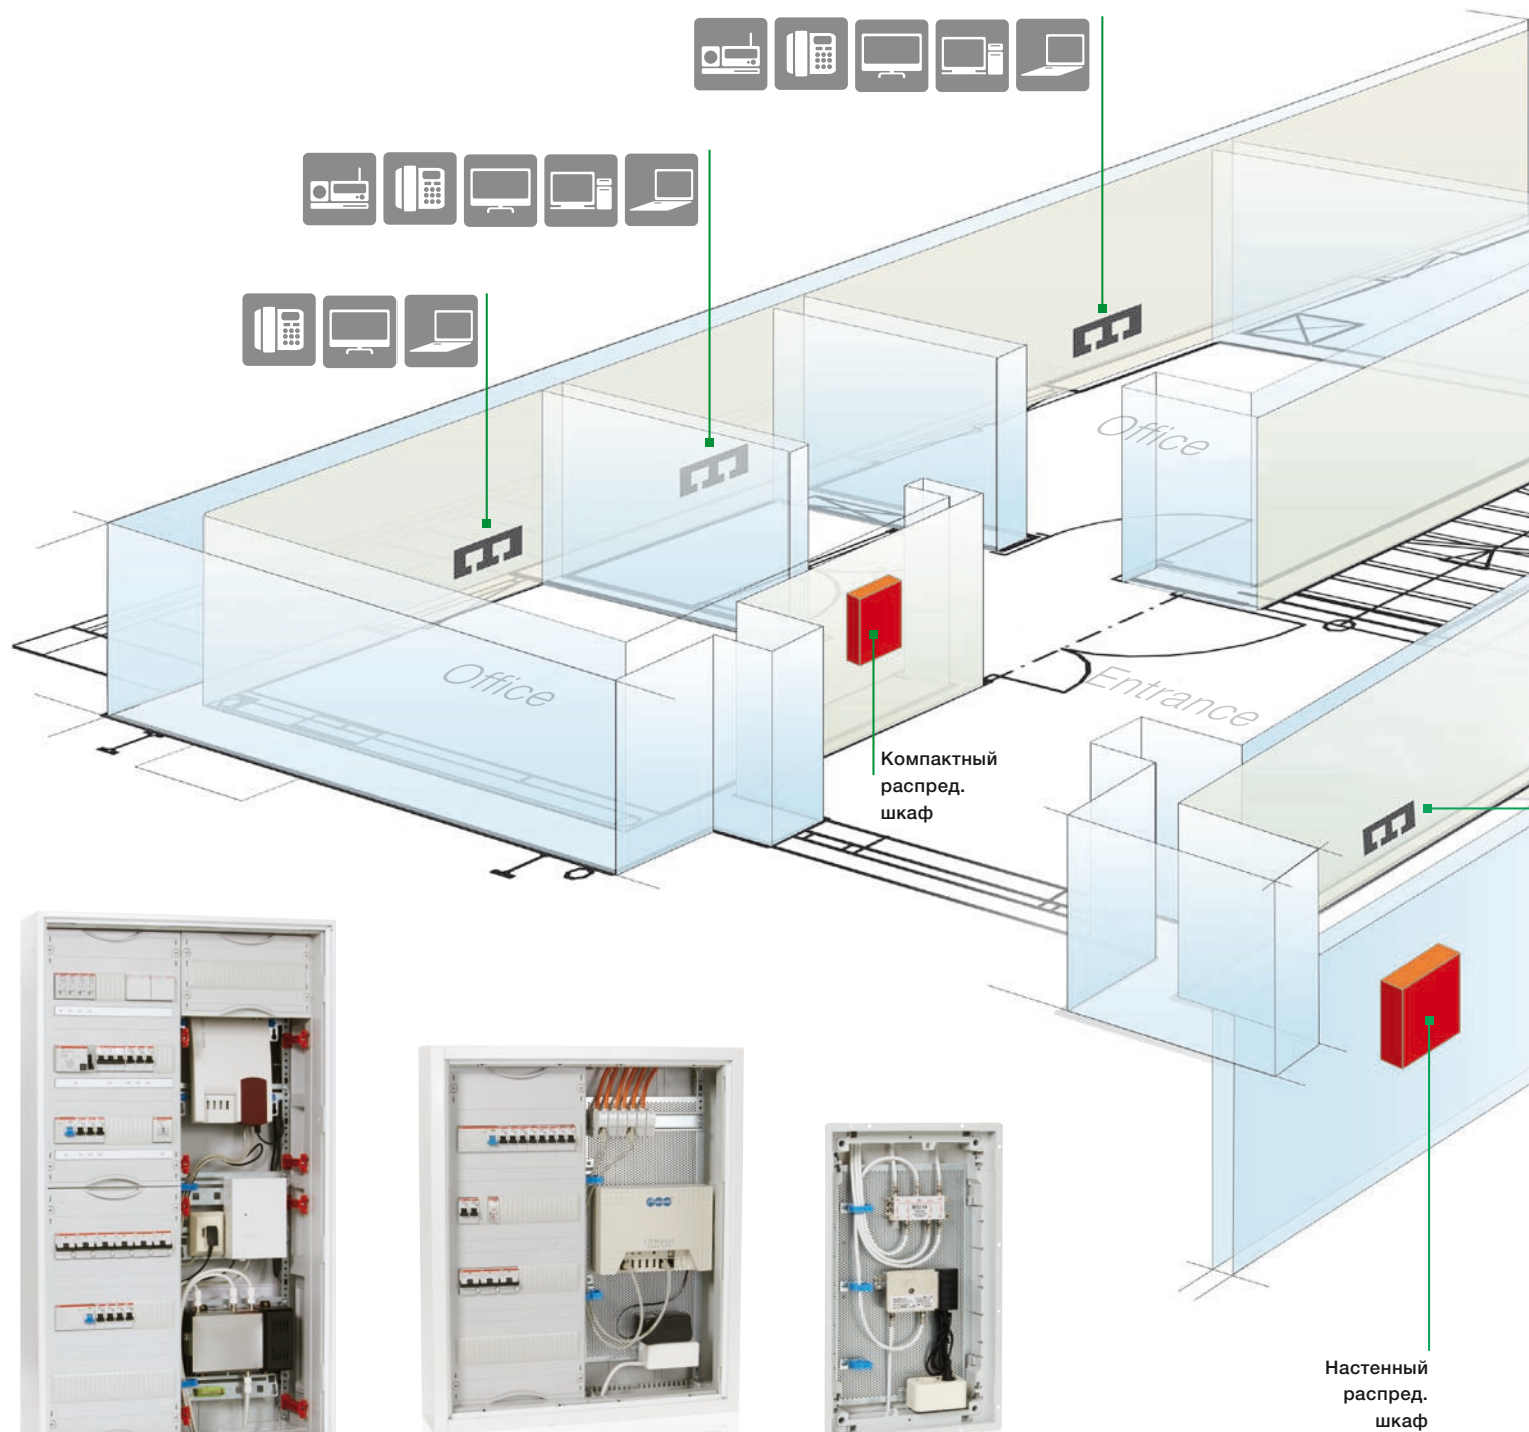 Office
Office
Entrance
Компактный
распред.
шкаф
Настенный
распред.
шкаф